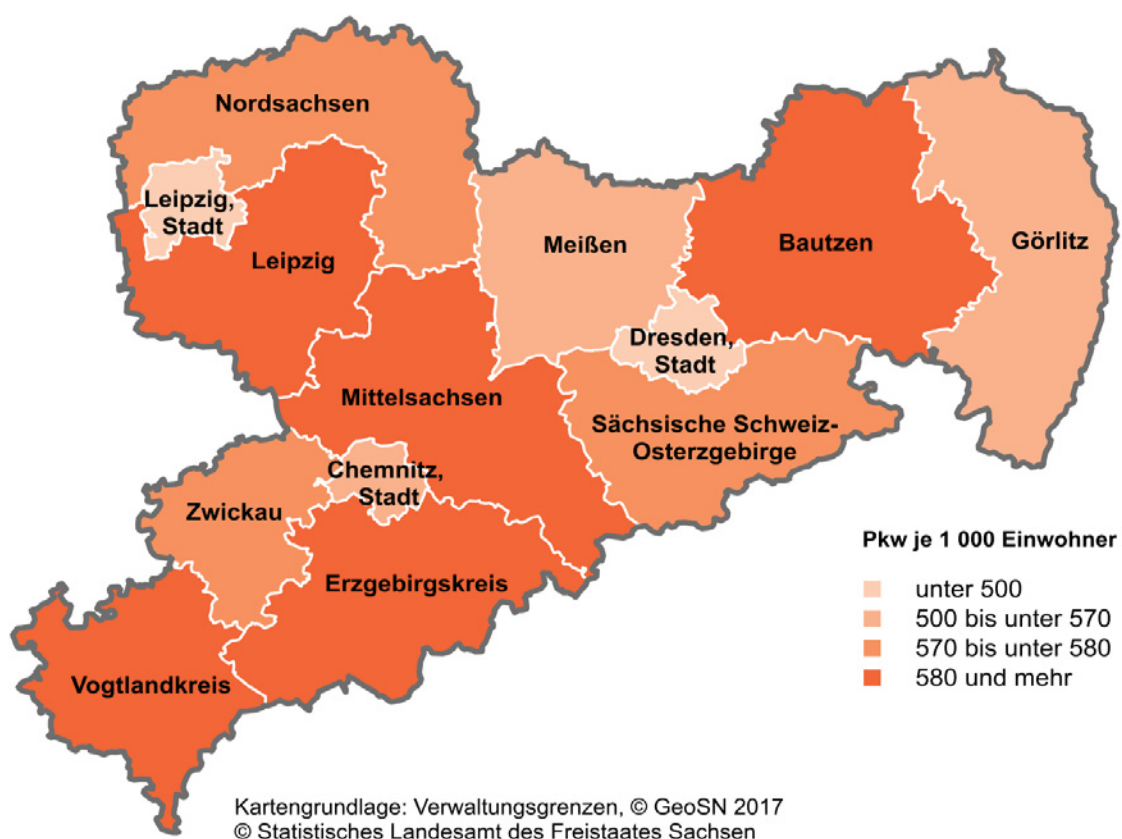 Nordsachsen
Leipzig,
Stadt
Leipzig
Meißen
Bautzen
Görlitz
Dresden,
Stadt
Mittelsachsen
Sächsische Schweiz-
Osterzgebirge
Chemnitz,
Stadt
Zwickau
Erzgebirgskreis
Vogtlandkreis
Pkw je 1 000 Einwohner
unter 500
500 bis unter 570
570 bis unter 580
580 und mehr
Kartengrundlage: Verwaltungsgrenzen, © GeoSN 2017
© Statistisches Landesamt des Freistaates Sachsen